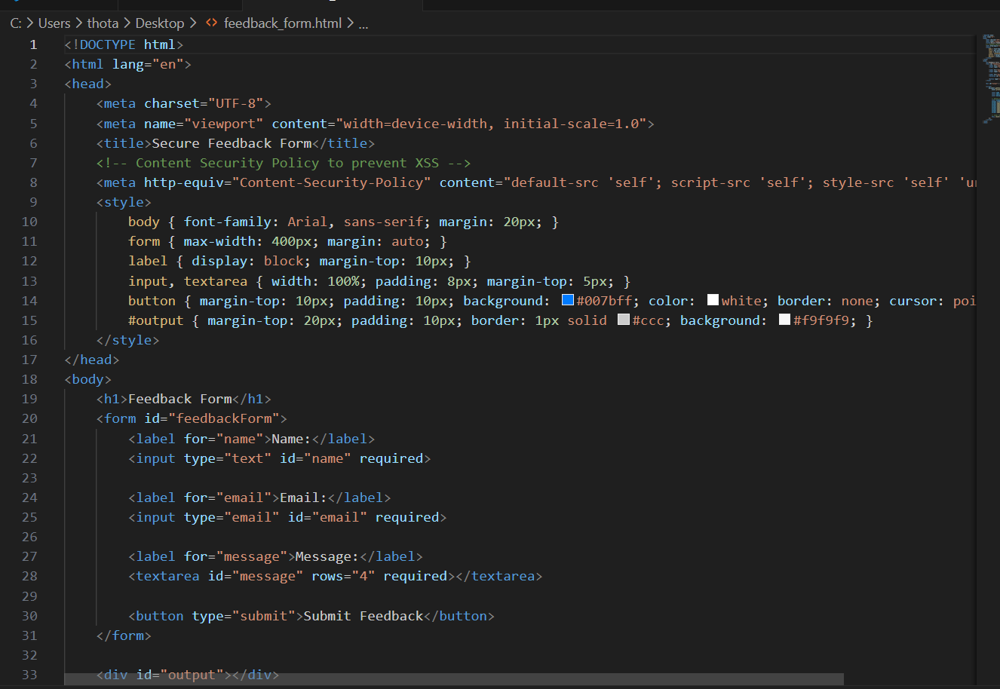 C: > Users > thota > Desktop > <> feedback_form.html > ...
1 <!DOCTYPE html>
2 <html lang="en">
3 <head>
4     <meta charset="UTF-8">
5     <meta name="viewport" content="width=device-width, initial-scale=1.0">
6     <title>Secure Feedback Form</title>
7     <!-- Content Security Policy to prevent XSS -->
8     <meta http-equiv="Content-Security-Policy" content="default-src 'self'; script-src 'self'; style-src 'self'
9     <style>
10         body { font-family: Arial, sans-serif; margin: 20px; }
11         form { max-width: 400px; margin: auto; }
12         label { display: block; margin-top: 10px; }
13         input, textarea { width: 100%; padding: 8px; margin-top: 5px; }
14         button { margin-top: 10px; padding: 10px; background: #007bff; color: white; border: none; cursor: poi
15         #output { margin-top: 20px; padding: 10px; border: 1px solid #ccc; background: #f9f9f9; }
16     </style>
17 </head>
18 <body>
19     <h1>Feedback Form</h1>
20     <form id="feedbackForm">
21         <label for="name">Name:</label>
22         <input type="text" id="name" required>
23
24         <label for="email">Email:</label>
25         <input type="email" id="email" required>
26
27         <label for="message">Message:</label>
28         <textarea id="message" rows="4" required></textarea>
29
30         <button type="submit">Submit Feedback</button>
31     </form>
32
33     <div id="output"></div>